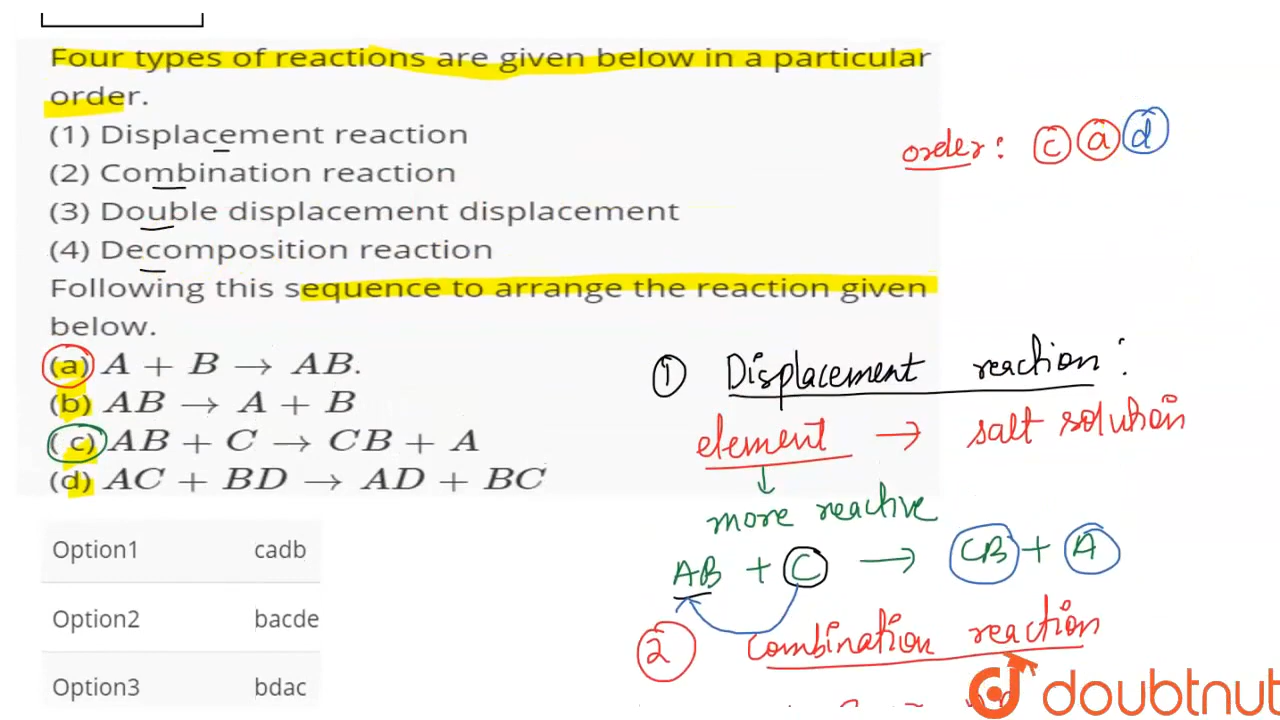 Four types of reactions are given below in a particular
order.
(1) Displacement reaction
(2) Combination reaction
(3) Double displacement displacement
(4) Decomposition reaction
Following this sequence to arrange the reaction given
below.
(a) A + B → AB.
(b) AB → A + B
( c) AB + C → CB + A
(d) AC + BD → AD + BC
Option1 cadb
Option2 bacde
Option3 bdac
order: c a d
1 Displacement reaction:
element → salt solution
↓
more reactive
AB + C → CB + A
2 Combination reaction
doubtnut